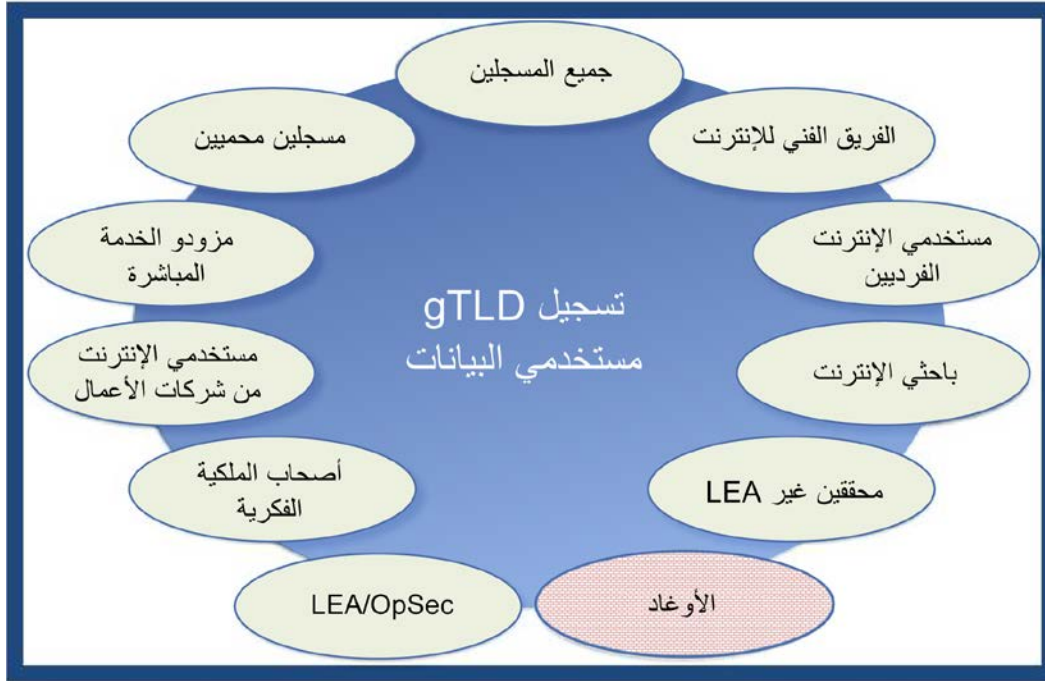 جميع المسجلين
مسجلين محميين
الفريق الفني للإنترنت
مزودو الخدمة
المباشرة
مستخدمي الإنترنت
الفرديين
تسجيل gTLD
مستخدمي البيانات
مستخدمي الإنترنت
من شركات الأعمال
باحثي الإنترنت
أصحاب الملكية
الفكرية
محققين غير LEA
LEA/OpSec
الأوغاد